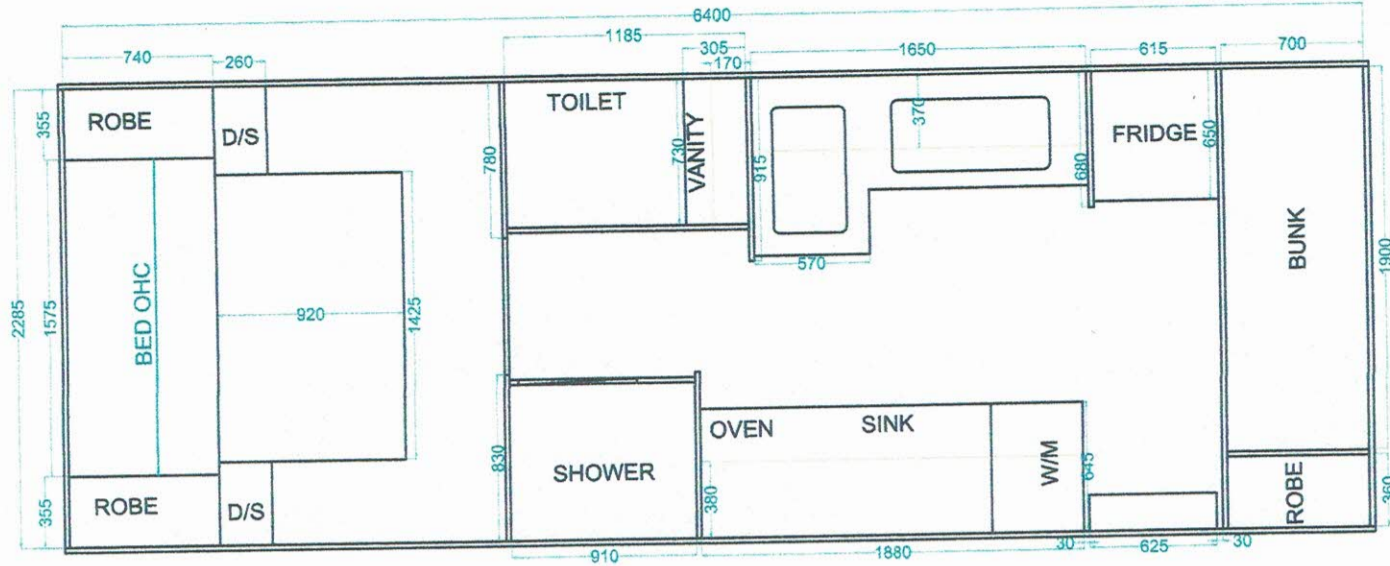 6400
1185
740
260
305
170
1650
615
700
355
ROBE
D/S
780
TOILET
730
VANITY
915
370
680
FRIDGE
650
BUNK
1900
2285
1575
BED OHC
920
1425
570
355
ROBE
D/S
830
SHOWER
OVEN
SINK
380
W/M
645
ROBE
360
910
1880
30
625
30